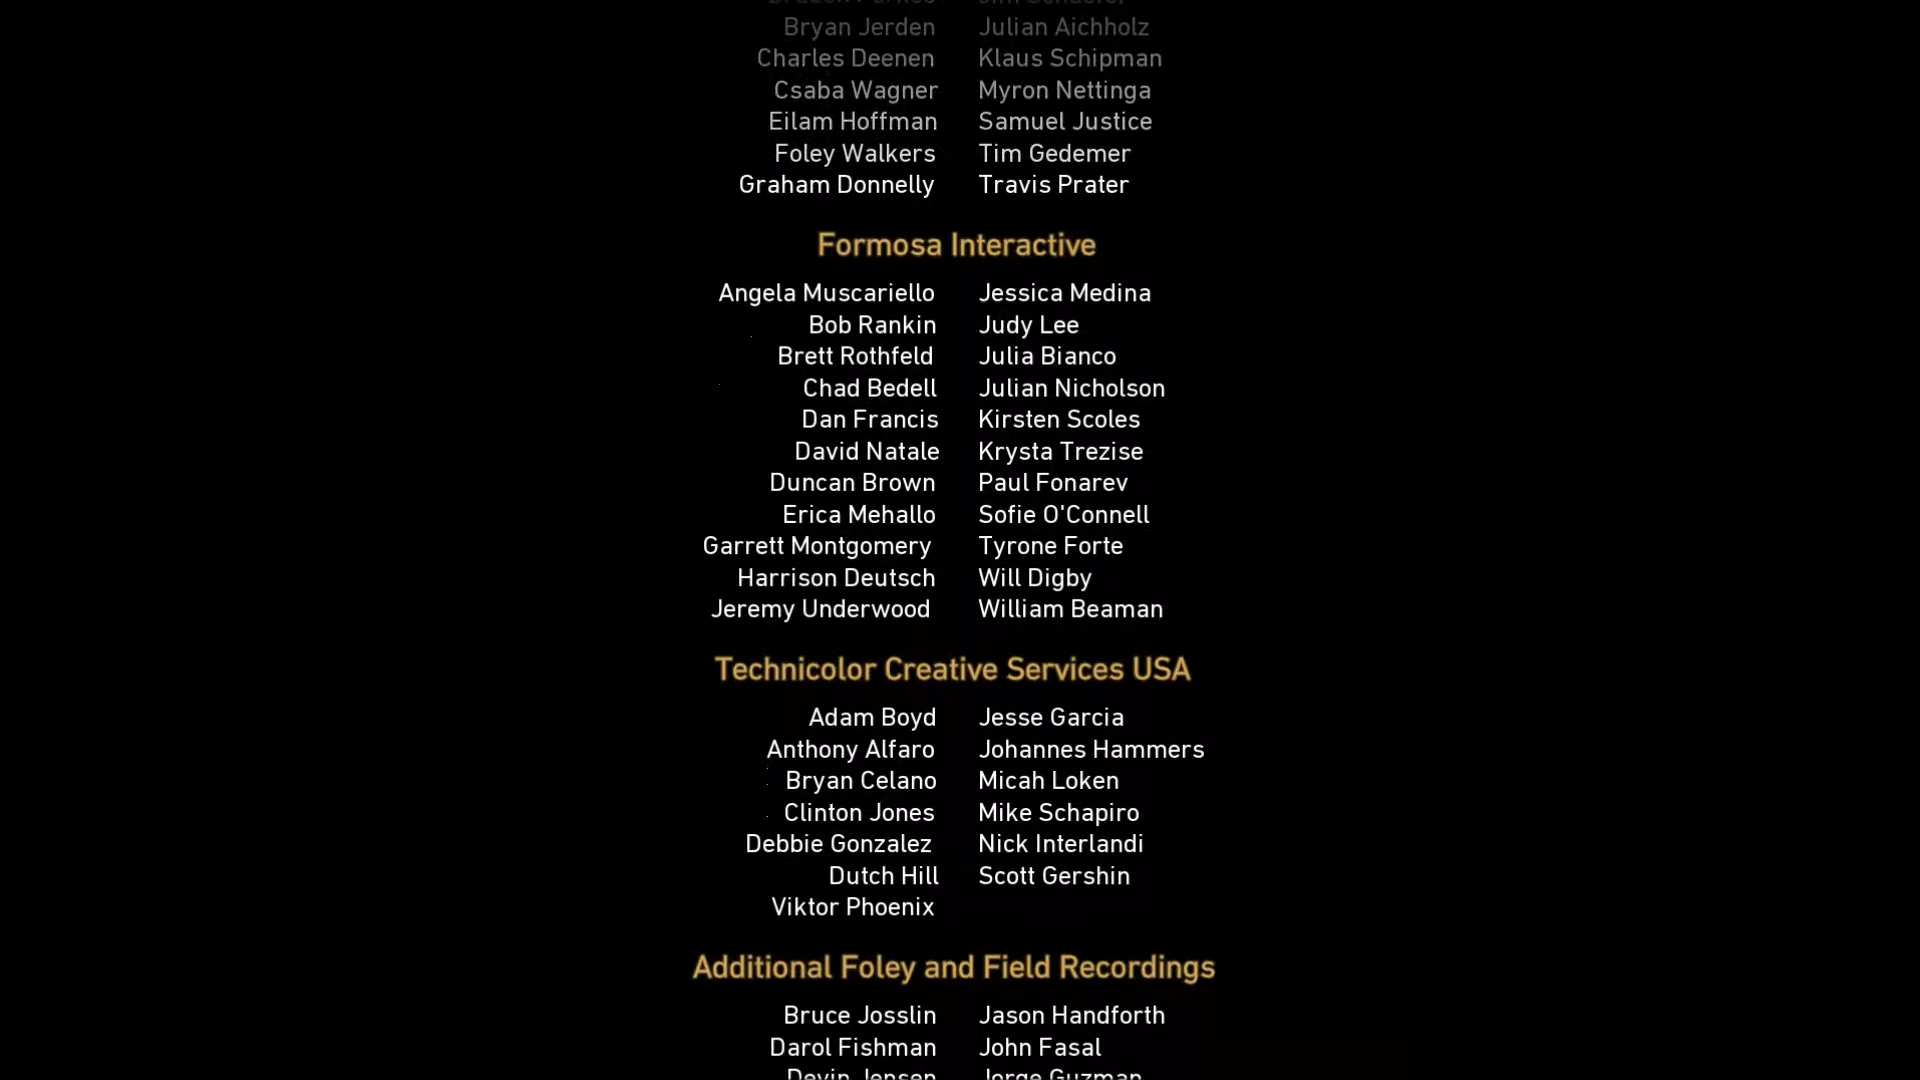 Bryan Jerden Julian Aichholz
Charles Deenen Klaus Schipman
Csaba Wagner Myron Nettinga
Eilam Hoffman Samuel Justice
Foley Walkers Tim Gedemer
Graham Donnelly Travis Prater
Formosa Interactive
Angela Muscariello Jessica Medina
Bob Rankin Judy Lee
Brett Rothfeld Julia Bianco
Chad Bedell Julian Nicholson
Dan Francis Kirsten Scoles
David Natale Krysta Trezise
Duncan Brown Paul Fonarev
Erica Mehallo Sofie O'Connell
Garrett Montgomery Tyrone Forte
Harrison Deutsch Will Digby
Jeremy Underwood William Beaman
Technicolor Creative Services USA
Adam Boyd Jesse Garcia
Anthony Alfaro Johannes Hammers
Bryan Celano Micah Loken
Clinton Jones Mike Schapiro
Debbie Gonzalez Nick Interlandi
Dutch Hill Scott Gershin
Viktor Phoenix
Additional Foley and Field Recordings
Bruce Josslin Jason Handforth
Darol Fishman John Fasal
Devin Jensen Jorge Guzman